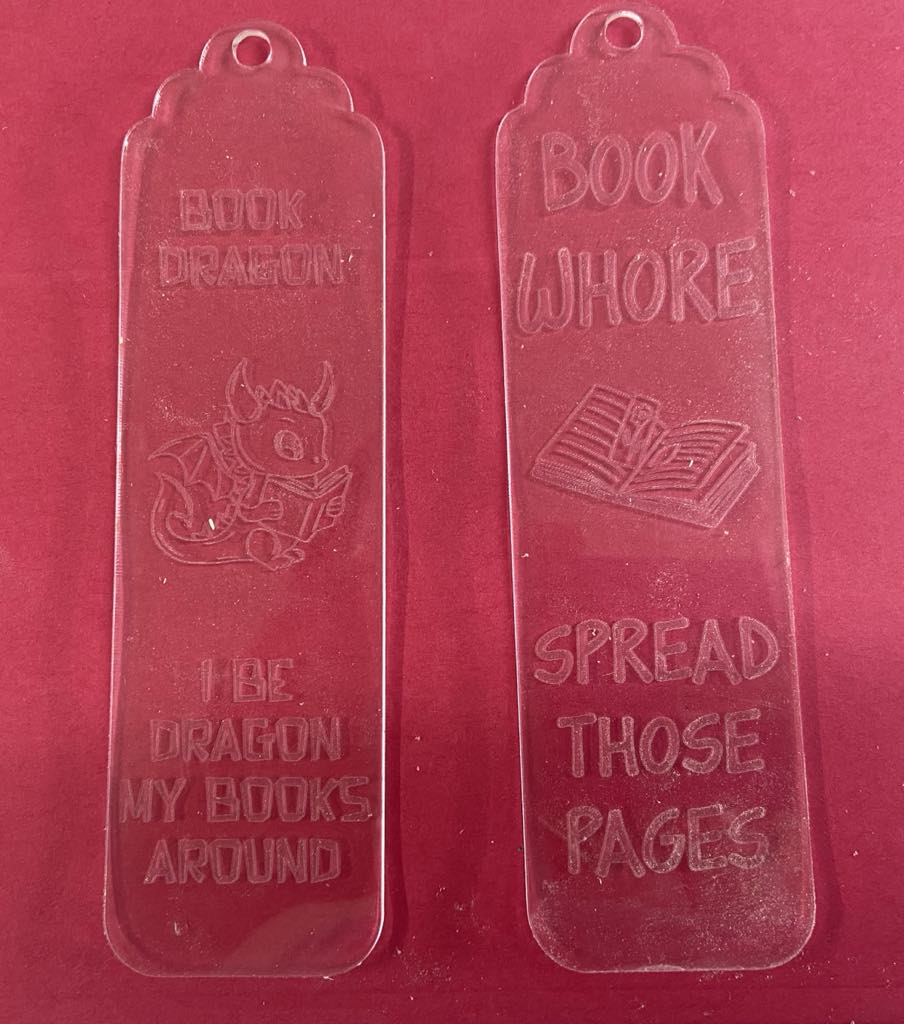 BOOK
DRAGON
I BE
DRAGON
MY BOOKS
AROUND
BOOK
WHORE
SPREAD
THOSE
PAGES